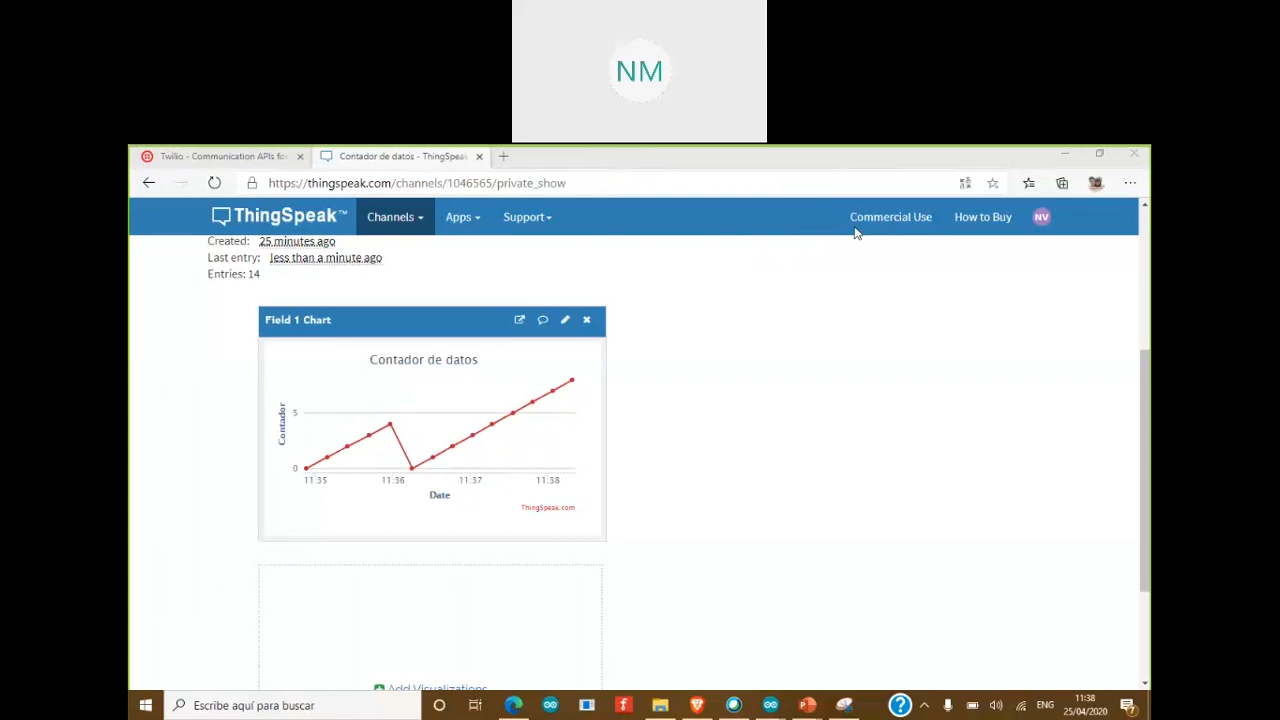 NM
Twilio - Communication APIs for
Contador de datos - ThingSpeak
https://thingspeak.com/channels/1046565/private_show
ThingSpeak™
Channels
Apps
Support
Commercial Use
How to Buy
NV
Created: 25 minutes ago
Last entry: less than a minute ago
Entries: 14
Field 1 Chart
Contador de datos
Contador
5
0
11:35
11:36
11:37
11:38
Date
ThingSpeak.com
Add Visualizations
Escribe aquí para buscar
ENG
11:38
25/04/2020
7